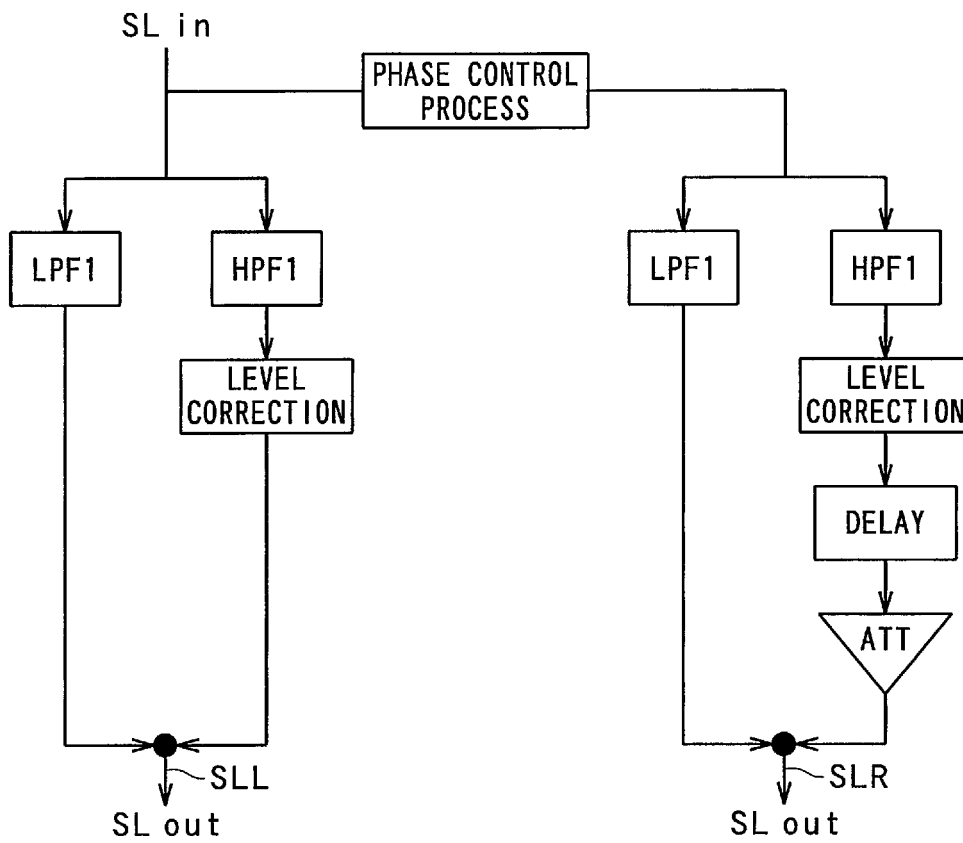 SL in
PHASE CONTROL
PROCESS
LPF1
HPF1
LPF1
HPF1
LEVEL
CORRECTION
LEVEL
CORRECTION
DELAY
ATT
SLL
SLR
SL out
SL out